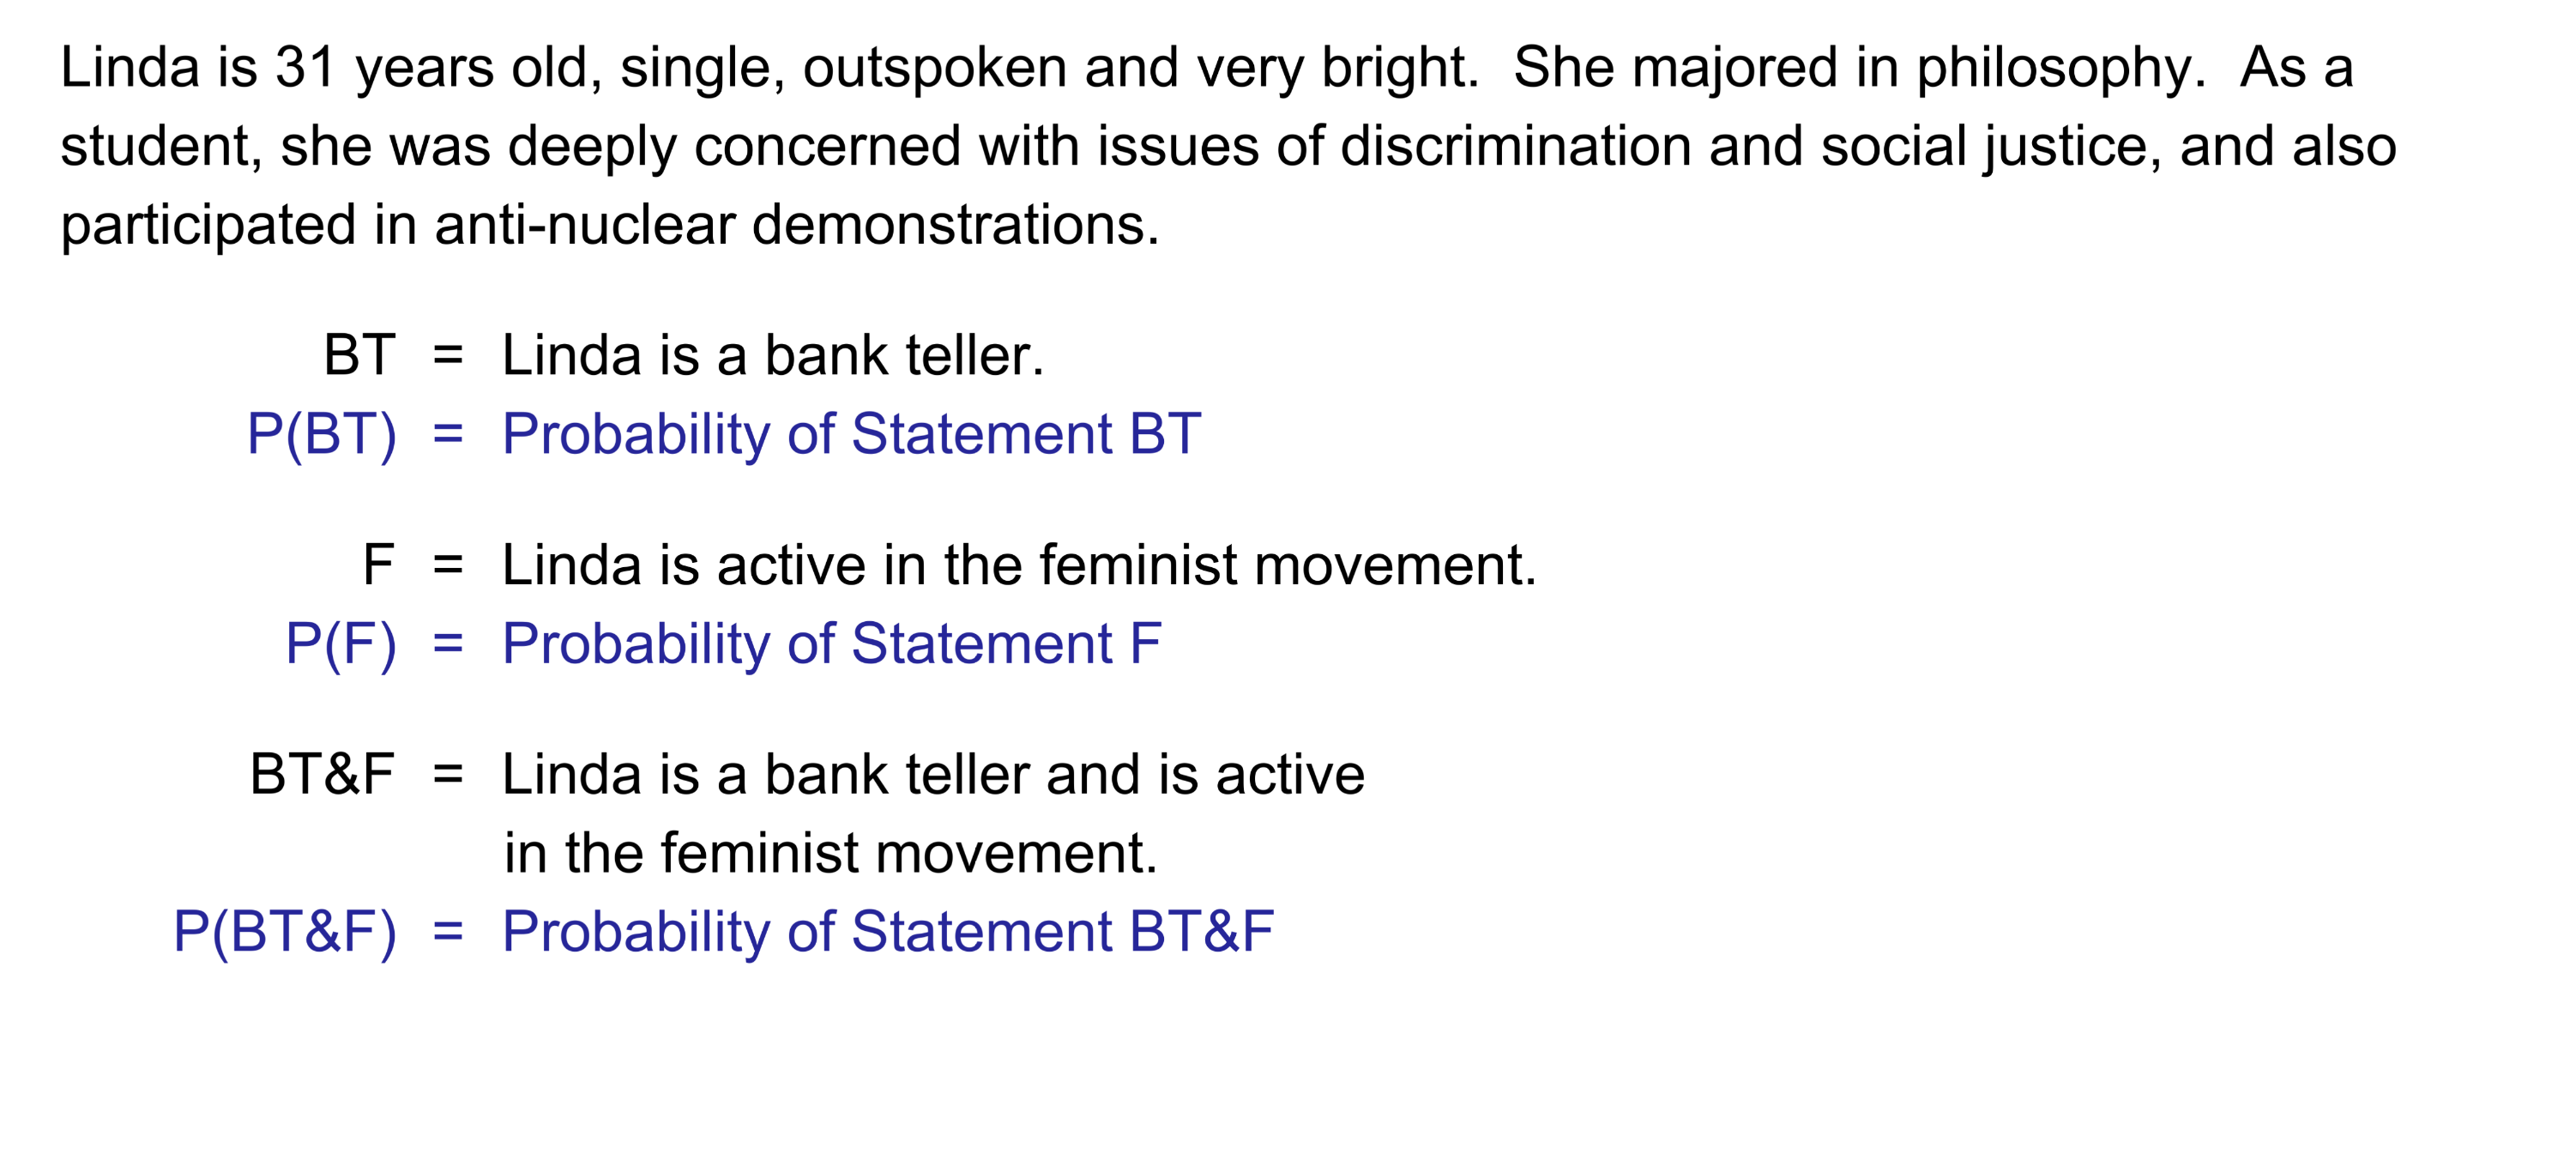 Linda is 31 years old, single, outspoken and very bright.  She majored in philosophy.  As a
student, she was deeply concerned with issues of discrimination and social justice, and also
participated in anti-nuclear demonstrations.
BT = Linda is a bank teller.
P(BT) = Probability of Statement BT
F = Linda is active in the feminist movement.
P(F) = Probability of Statement F
BT&F = Linda is a bank teller and is active
in the feminist movement.
P(BT&F) = Probability of Statement BT&F